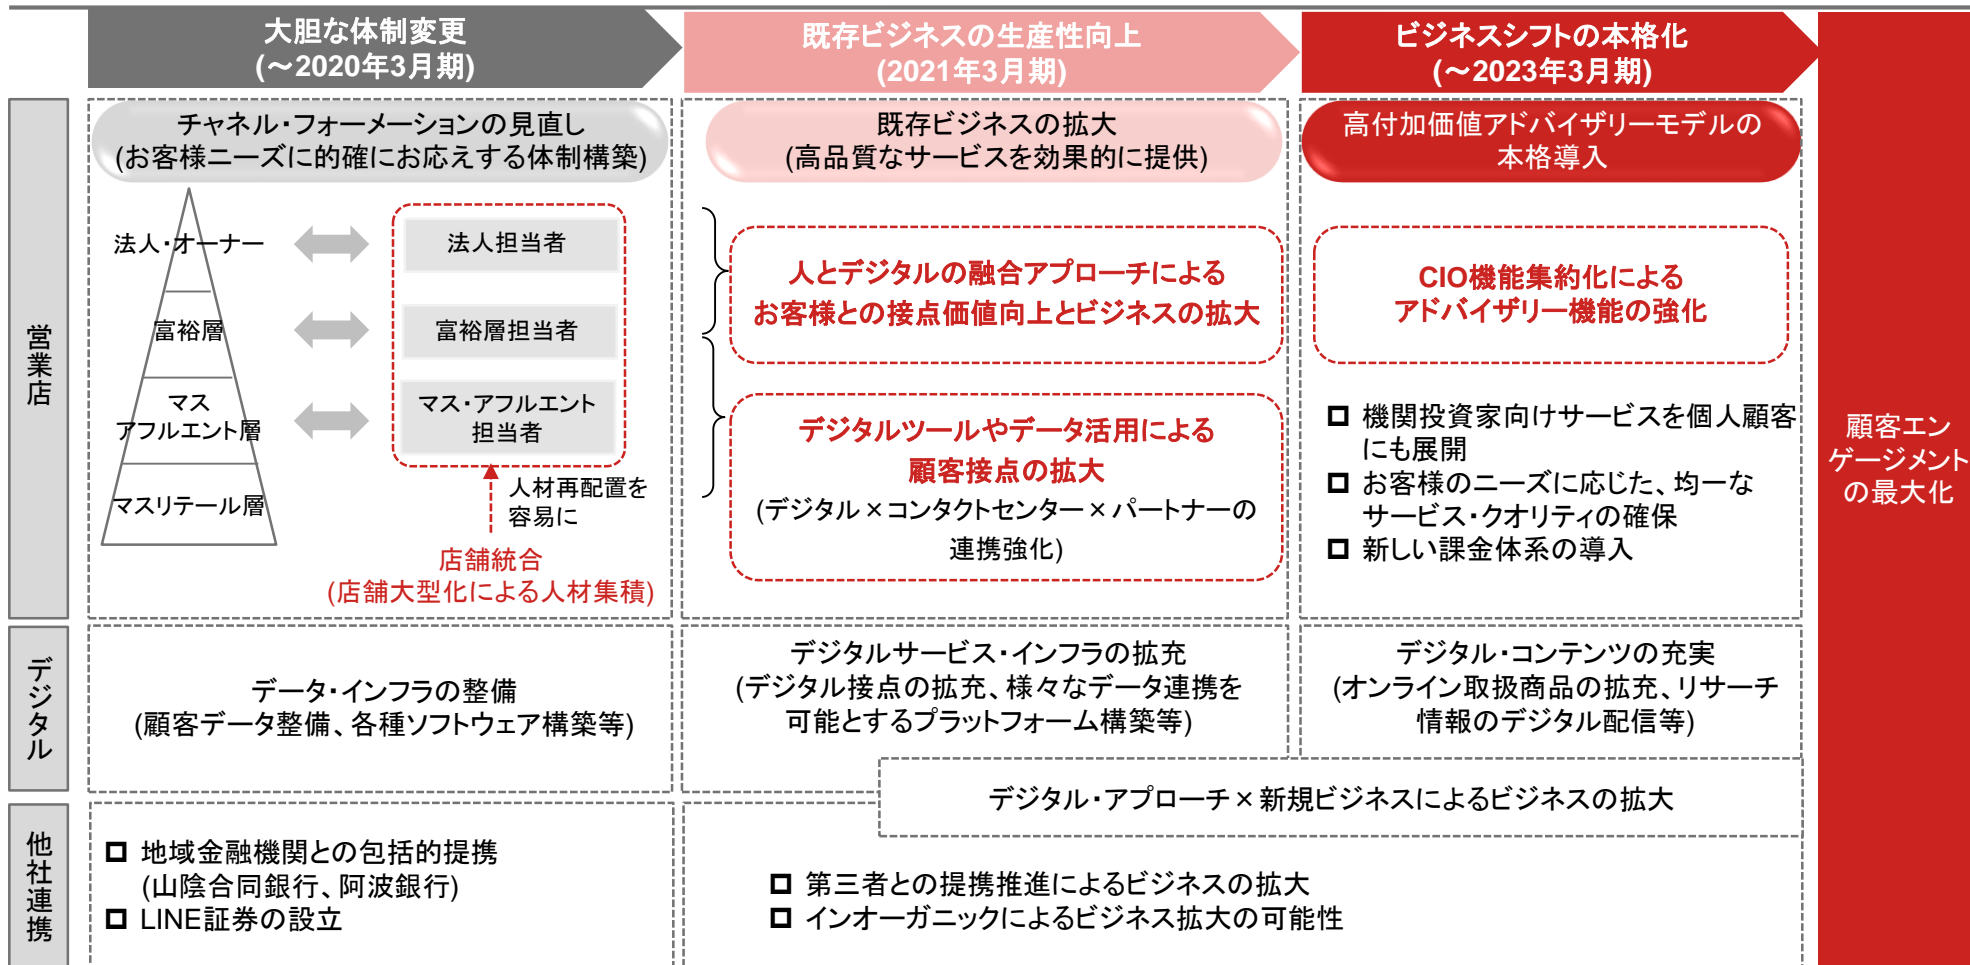 大胆な体制変更
(～2020年3月期)
既存ビジネスの生産性向上
(2021年3月期)
ビジネスシフトの本格化
(～2023年3月期)
営業店
チャネル・フォーメーションの見直し
(お客様ニーズに的確にお応えする体制構築)
法人・オーナー
富裕層
マス
アフルエント層
マスリテール層
法人担当者
富裕層担当者
マス・アフルエント
担当者
人材再配置を
容易に
店舗統合
(店舗大型化による人材集積)
既存ビジネスの拡大
(高品質なサービスを効果的に提供)
人とデジタルの融合アプローチによる
お客様との接点価値向上とビジネスの拡大
デジタルツールやデータ活用による
顧客接点の拡大
(デジタル×コンタクトセンター×パートナーの
連携強化)
高付加価値アドバイザリーモデルの
本格導入
CIO機能集約化による
アドバイザリー機能の強化
機関投資家向けサービスを個人顧客
にも展開
お客様のニーズに応じた、均一な
サービス・クオリティの確保
新しい課金体系の導入
デジタル
データ・インフラの整備
(顧客データ整備、各種ソフトウェア構築等)
デジタルサービス・インフラの拡充
(デジタル接点の拡充、様々なデータ連携を
可能とするプラットフォーム構築等)
デジタル・コンテンツの充実
(オンライン取扱商品の拡充、リサーチ
情報のデジタル配信等)
デジタル・アプローチ×新規ビジネスによるビジネスの拡大
他社連携
地域金融機関との包括的提携
(山陰合同銀行、阿波銀行)
LINE証券の設立
第三者との提携推進によるビジネスの拡大
インオーガニックによるビジネス拡大の可能性
顧客エン
ゲージメント
の最大化